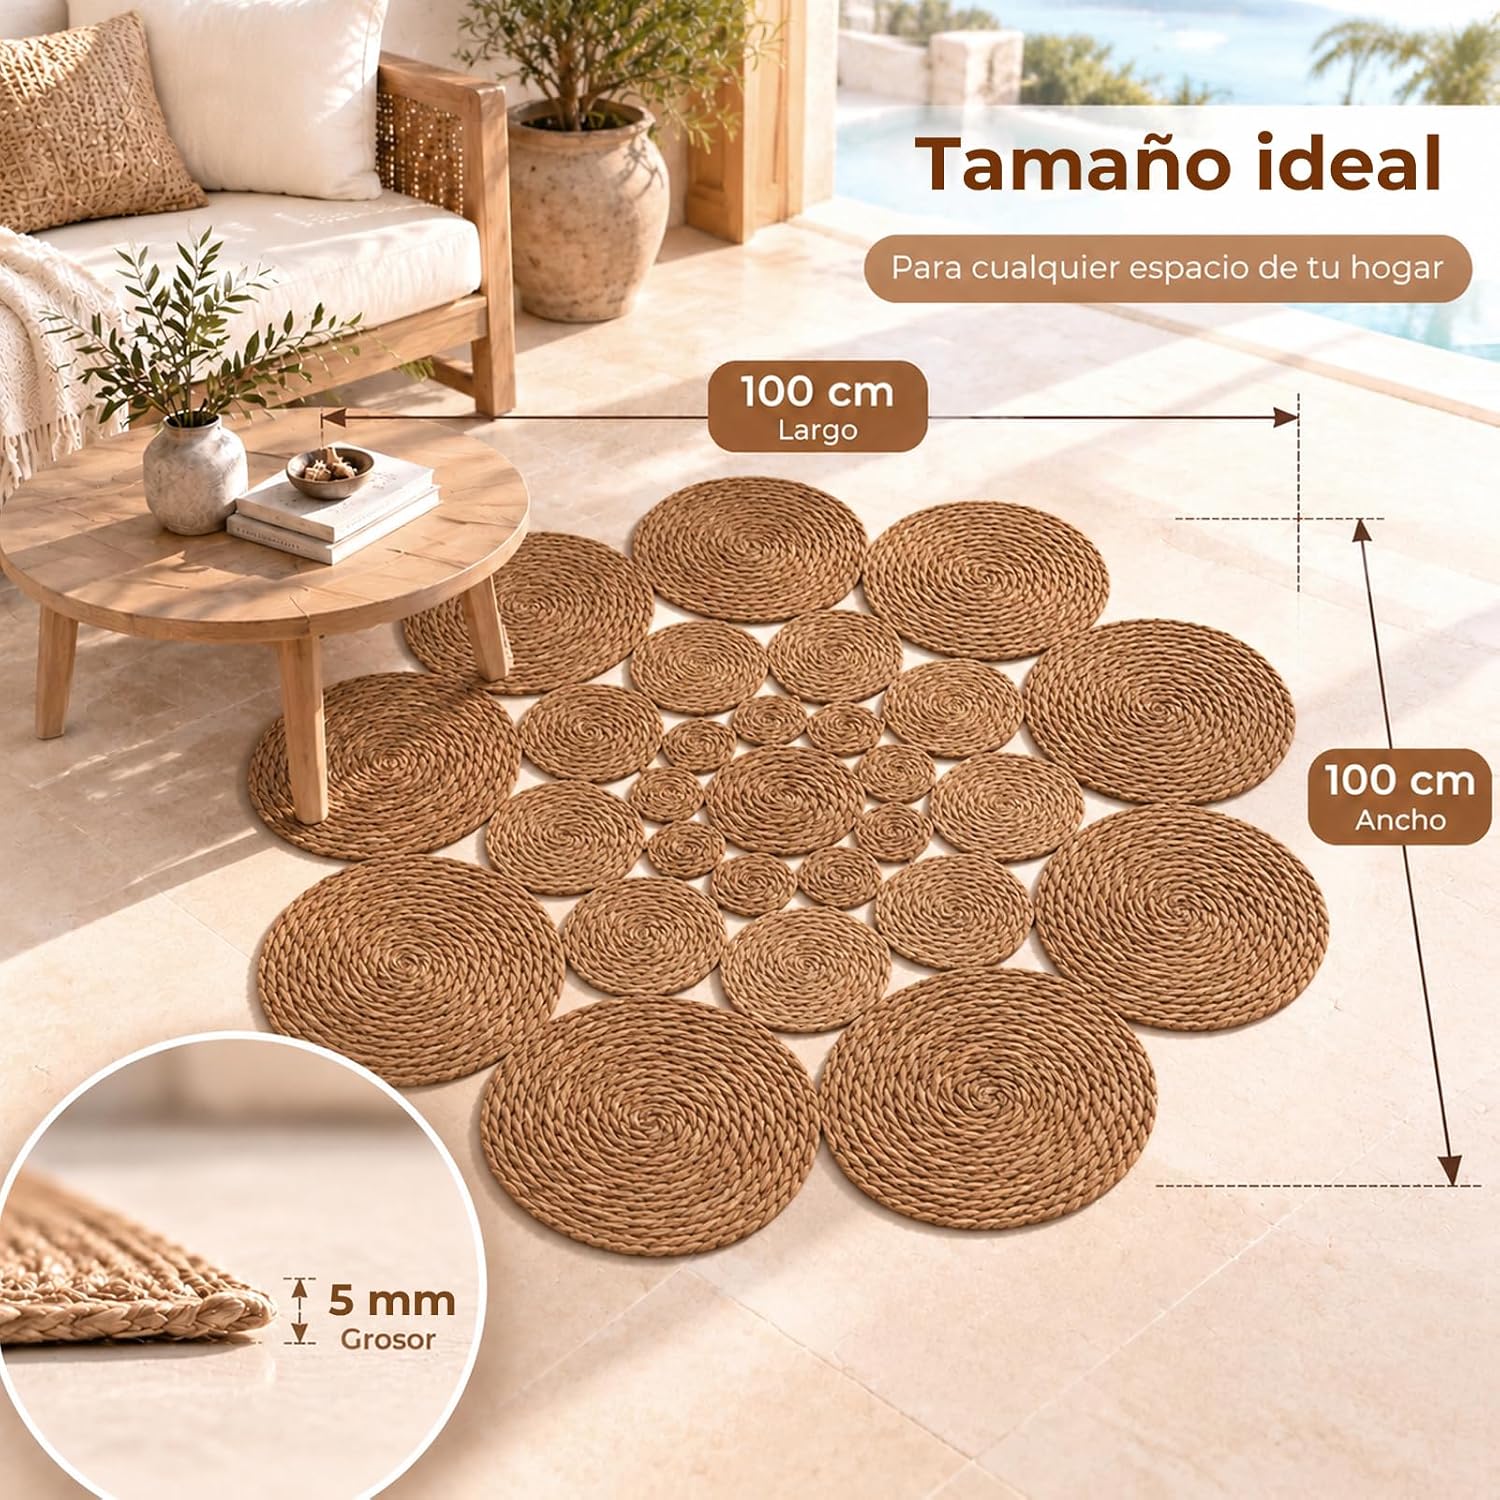 Tamaño ideal
Para cualquier espacio de tu hogar
100 cm
Largo
100 cm
Ancho
5 mm
Grosor